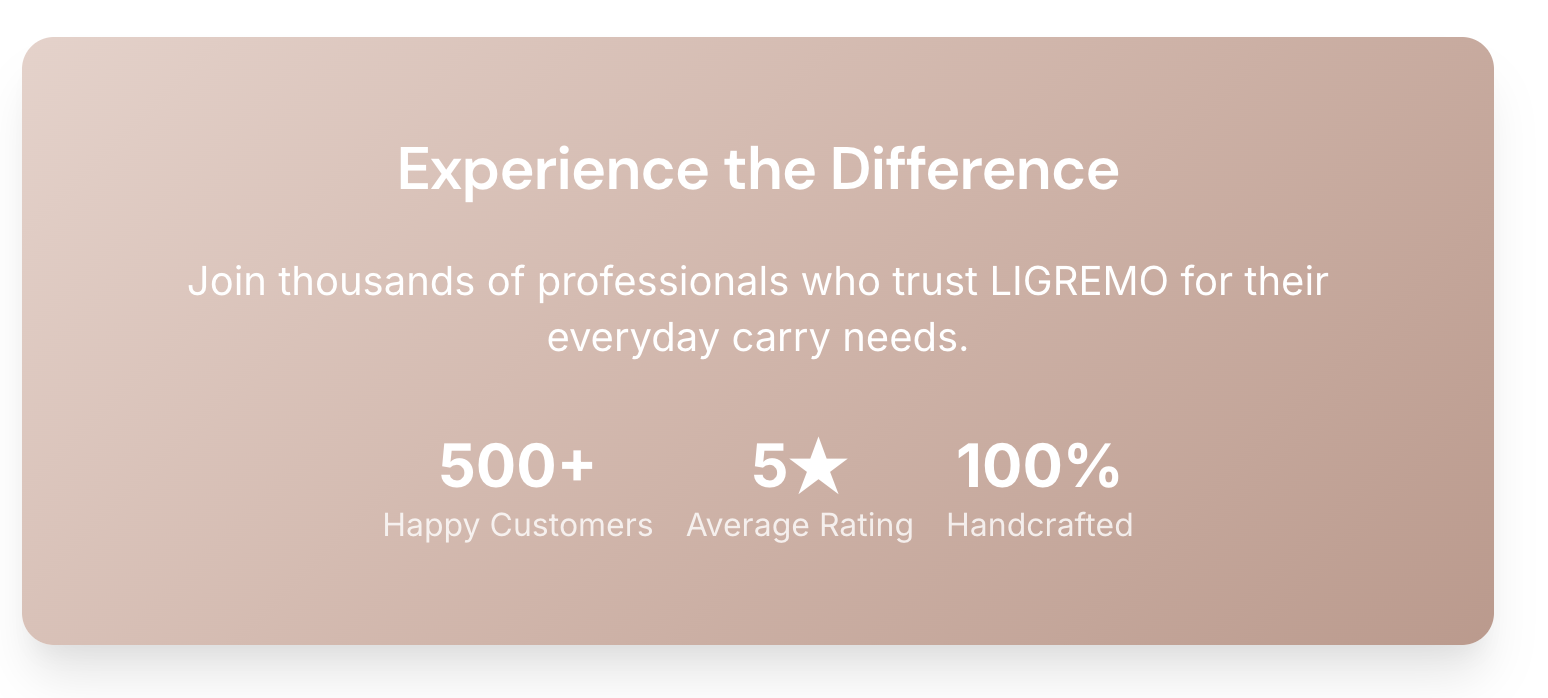 Experience the Difference
Join thousands of professionals who trust LIGREMO for their
everyday carry needs.
500+ 5★ 100%
Happy Customers Average Rating Handcrafted